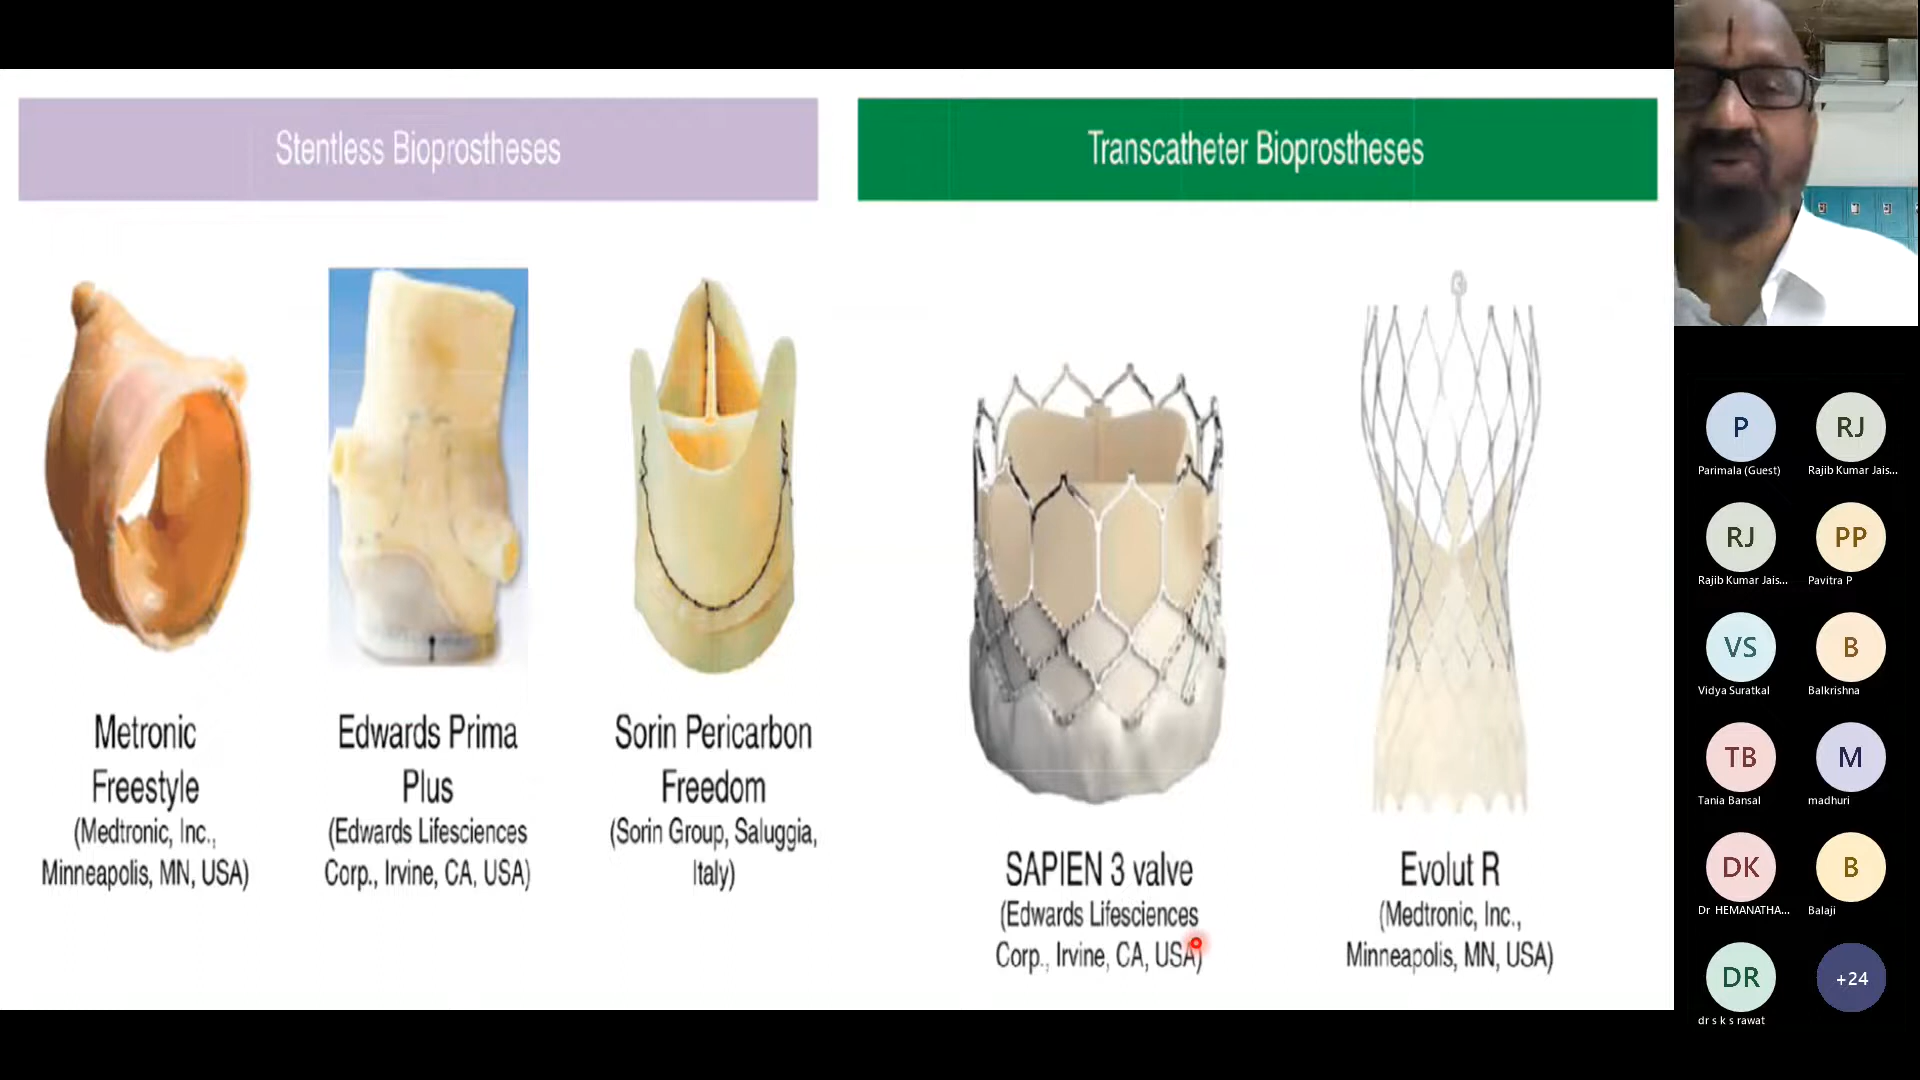 Stentless Bioprostheses
Transcatheter Bioprostheses
Metronic
Freestyle
(Medtronic, Inc.,
Minneapolis, MN, USA)
Edwards Prima
Plus
(Edwards Lifesciences
Corp., Irvine, CA, USA)
Sorin Pericarbon
Freedom
(Sorin Group, Saluggia,
Italy)
SAPIEN 3 valve
(Edwards Lifesciences
Corp., Irvine, CA, USA)
Evolut R
(Medtronic, Inc.,
Minneapolis, MN, USA)
P
Parimala (Guest)
RJ
Rajib Kumar Jais...
RJ
Rajib Kumar Jais...
PP
Pavitra P
VS
Vidya Suratkal
B
Balkrishna
TB
Tania Bansal
M
madhuri
DK
Dr HEMANATHA...
B
Balaji
DR
dr s k s rawat
+24